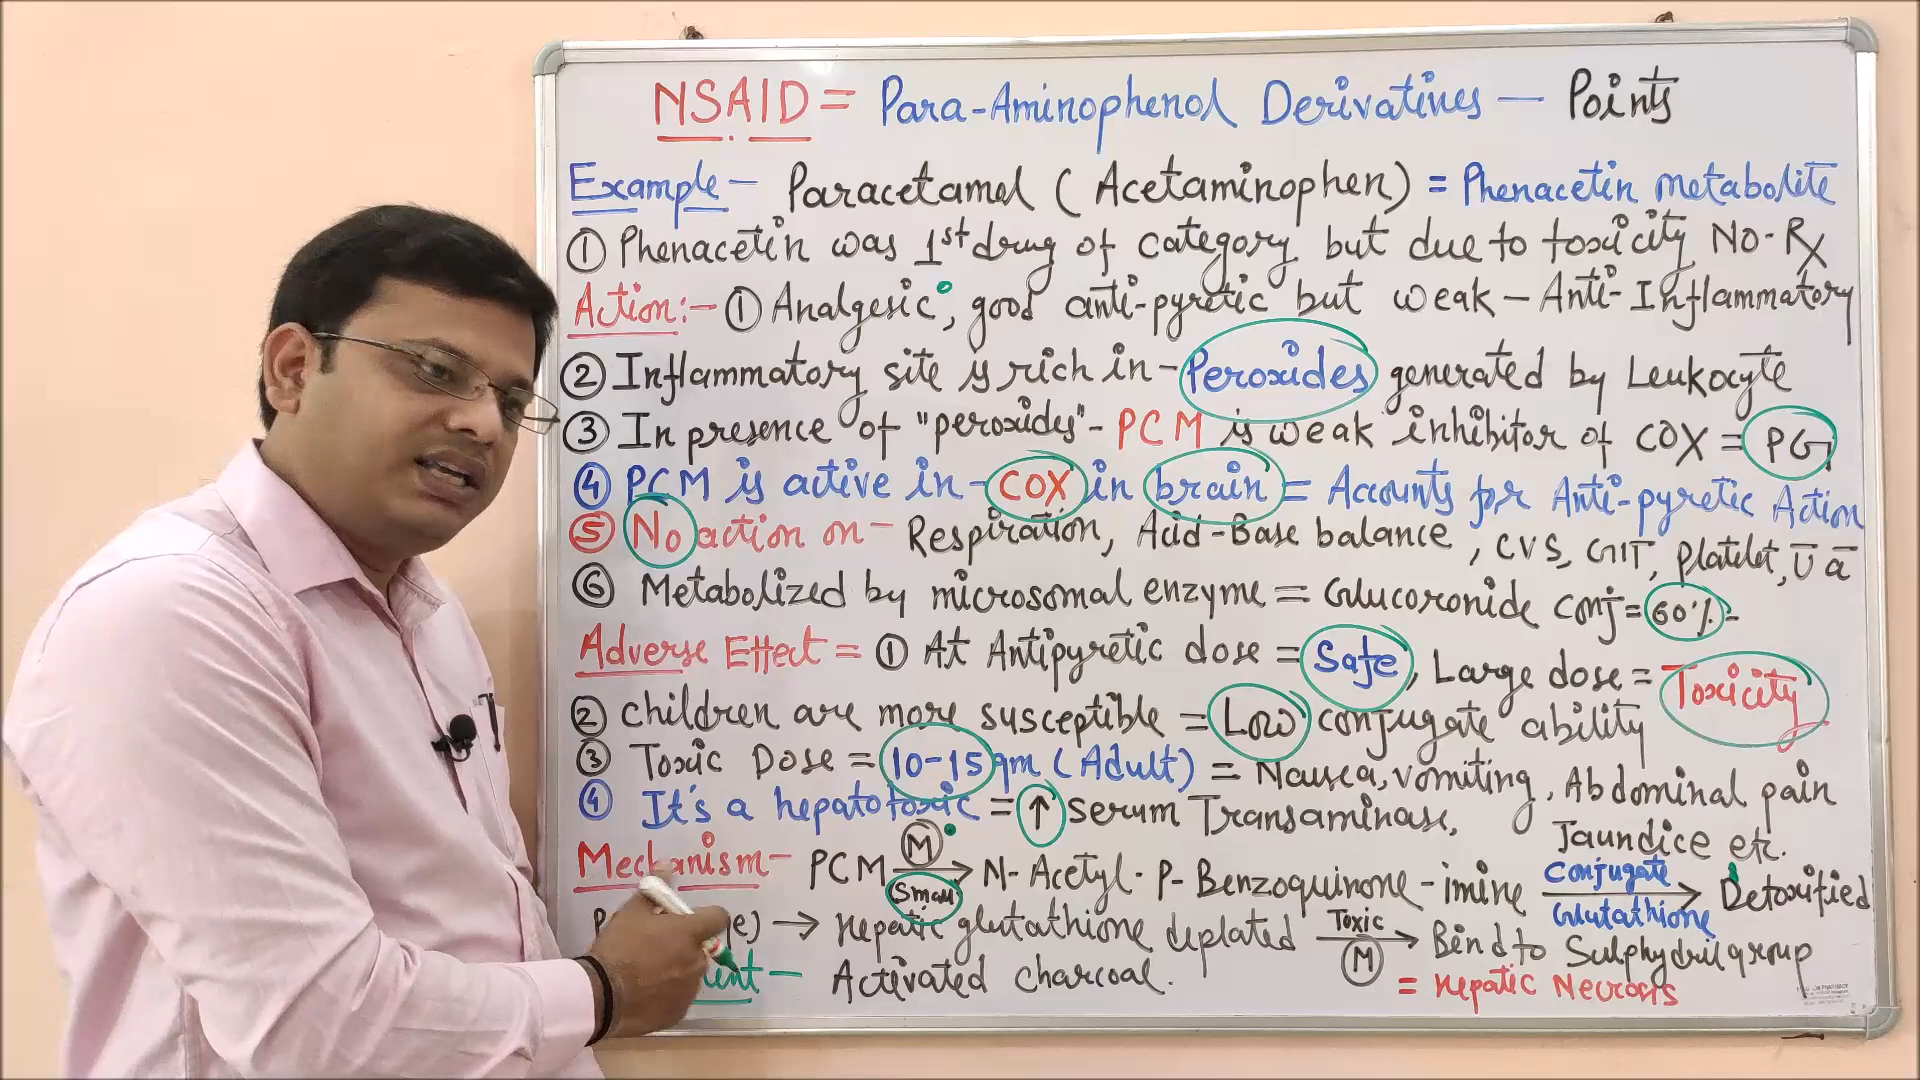 NSAID = Para-Aminophenol Derivatives — Points
Example - Paracetamol (Acetaminophen) = Phenacetin metabolite
① Phenacetin was 1st drug of category but due to toxicity NO-Rx
Action:- ① Analgesic, good anti-pyretic but weak - Anti-Inflammatory
② Inflammatory site is rich in - Peroxides generated by Leukocyte
③ In presence of "peroxides" - PCM is weak inhibitor of COX = PG
④ PCM is active in - COX in brain = Accounts for Anti-pyretic Action
⑤ No action on - Respiration, Acid-Base balance, CVS, GIT, Platelet, U a
⑥ Metabolized by microsomal enzyme = Glucoronide conj = 60%-
Adverse Effect = ① At Antipyretic dose = Safe, Large dose = Toxicity
② children are more susceptible = Low conjugate ability
③ Toxic Dose = 10-15 gm (Adult) = Nausea, vomiting, Abdominal pain
Jaundice etc.
④ It's a hepatotoxic = ↑ serum Transaminase.
Mechanism - PCM M Small → N-Acetyl-P-Benzoquinone-imine Conjugate Glutathione → Detoxified
→ Hepatic glutathione deplated Toxic M → Bind to Sulphydril group
= Hepatic Necrosis
Activated charcoal.